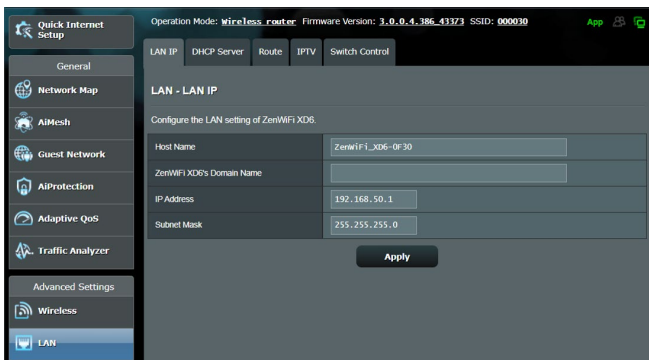 Quick Internet
Setup
Operation Mode: Wireless router Firmware Version: 3.0.0.4.386_43373 SSID: 000030
App
LAN IP DHCP Server Route IPTV Switch Control
General
Network Map
AiMesh
Guest Network
AiProtection
Adaptive QoS
Traffic Analyzer
Advanced Settings
Wireless
LAN
LAN - LAN IP
Configure the LAN setting of ZenWiFi XD6.
Host Name ZenWiFi_XD6-0F30
ZenWiFi XD6's Domain Name
IP Address 192.168.50.1
Subnet Mask 255.255.255.0
Apply